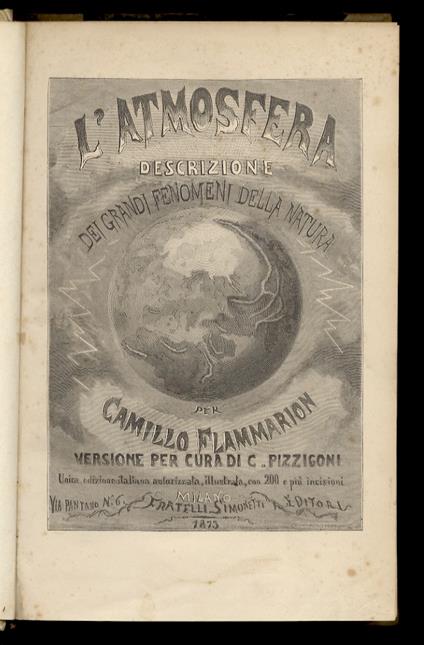 L'ATMOSFERA
DESCRIZIONE
DEI GRANDI FENOMENI DELLA NATURA
PER
CAMILLO FLAMMARION
VERSIONE PER CURA DI C. PIZZIGONI
Unica edizione italiana autorizzata, illustrata, con 200 e più incisioni
MILANO
VIA PANTANO N.º 6. FRATELLI SIMONETTI EDITORI
1873